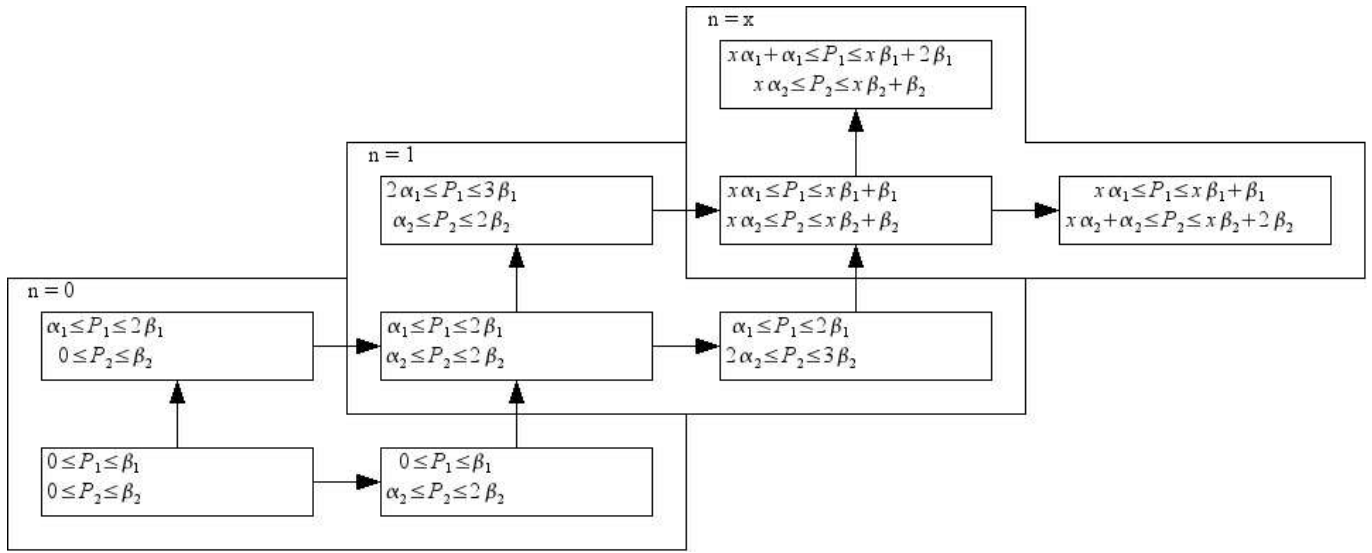 n = x
xα₁+α₁≤P₁≤xβ₁+2β₁
xα₂≤P₂≤xβ₂+β₂
n = 1
2α₁≤P₁≤3β₁
α₂≤P₂≤2β₂
xα₁≤P₁≤xβ₁+β₁
xα₂≤P₂≤xβ₂+β₂
xα₁≤P₁≤xβ₁+β₁
xα₂+α₂≤P₂≤xβ₂+2β₂
n = 0
α₁≤P₁≤2β₁
0≤P₂≤β₂
α₁≤P₁≤2β₁
α₂≤P₂≤2β₂
α₁≤P₁≤2β₁
2α₂≤P₂≤3β₂
0≤P₁≤β₁
0≤P₂≤β₂
0≤P₁≤β₁
α₂≤P₂≤2β₂